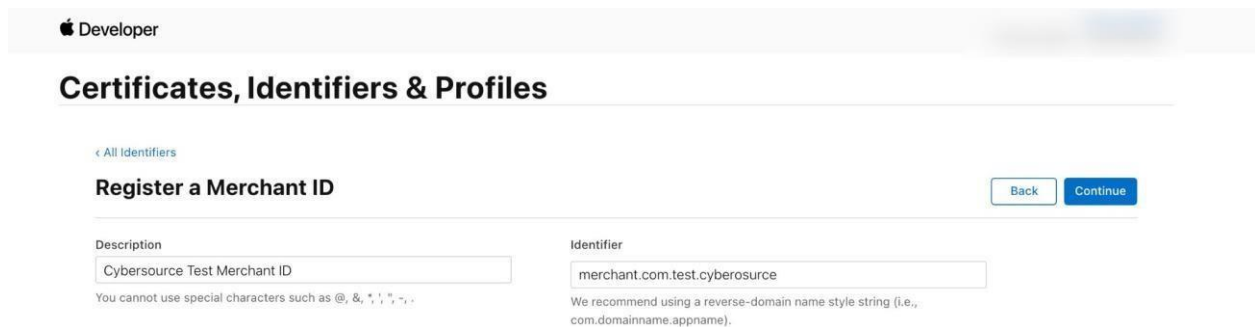 Developer
Certificates, Identifiers & Profiles
‹ All Identifiers
Register a Merchant ID
Back
Continue
Description
Identifier
Cybersource Test Merchant ID
merchant.com.test.cyberosurce
You cannot use special characters such as @, &, *, ', ", -, .
We recommend using a reverse-domain name style string (i.e.,
com.domainname.appname).